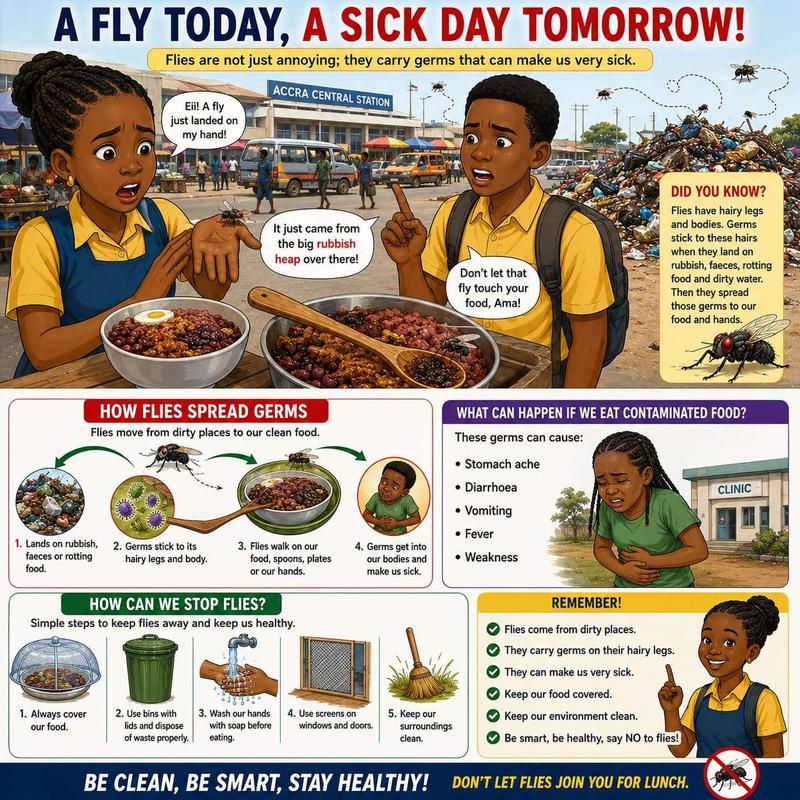 A FLY TODAY, A SICK DAY TOMORROW!
Flies are not just annoying; they carry germs that can make us very sick.
Eii! A fly
just landed on
my hand!
ACCRA CENTRAL STATION
It just came from
the big rubbish
heap over there!
Don't let that
fly touch your
food, Ama!
DID YOU KNOW?
Flies have hairy legs
and bodies. Germs
stick to these hairs
when they land on
rubbish, faeces, rotting
food and dirty water.
Then they spread
those germs to our
food and hands.
HOW FLIES SPREAD GERMS
Flies move from dirty places to our clean food.
1. Lands on rubbish,
faeces or rotting
food.
2. Germs stick to its
hairy legs and body.
3. Flies walk on our
food, spoons, plates
or our hands.
4. Germs get into
our bodies and
make us sick.
WHAT CAN HAPPEN IF WE EAT CONTAMINATED FOOD?
These germs can cause:
• Stomach ache
• Diarrhoea
• Vomiting
• Fever
• Weakness
CLINIC
HOW CAN WE STOP FLIES?
Simple steps to keep flies away and keep us healthy.
1. Always cover
our food.
2. Use bins with
lids and dispose
of waste properly.
3. Wash our hands
with soap before
eating.
4. Use screens on
windows and doors.
5. Keep our
surroundings
clean.
REMEMBER!
Flies come from dirty places.
They carry germs on their hairy legs.
They can make us very sick.
Keep our food covered.
Keep our environment clean.
Be smart, be healthy, say NO to flies!
BE CLEAN, BE SMART, STAY HEALTHY!
DON'T LET FLIES JOIN YOU FOR LUNCH.